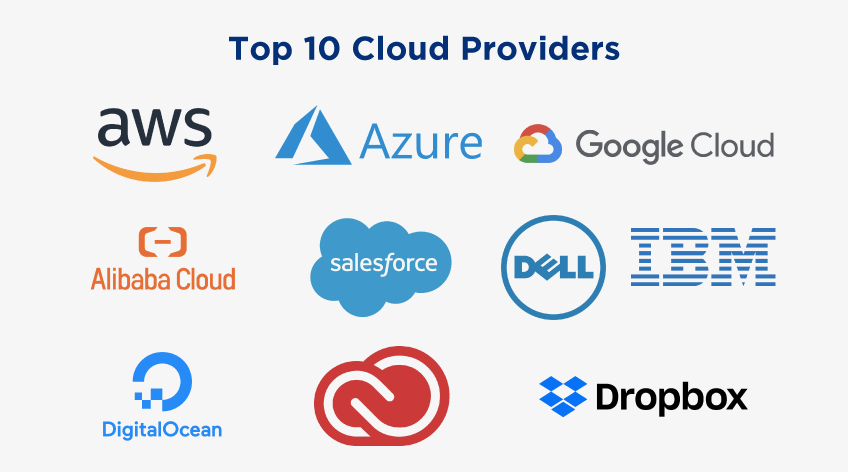 Top 10 Cloud Providers
aws
Azure
Google Cloud
Alibaba Cloud
salesforce
DELL
IBM
DigitalOcean
Dropbox